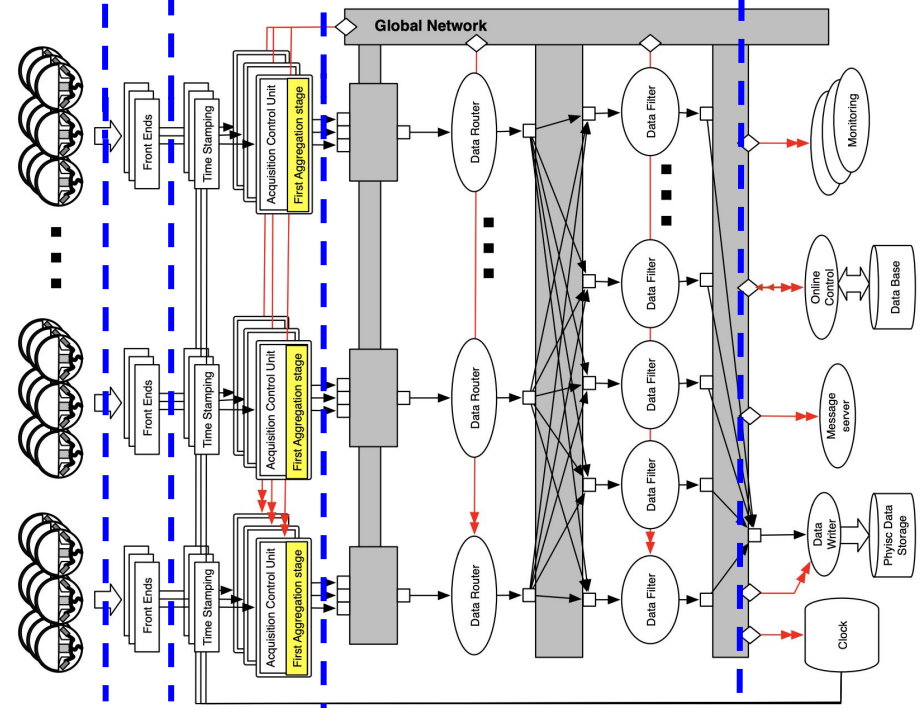 Global Network
Front Ends
Time Stamping
Acquisition Control Unit
First Aggregation stage
Data Router
Data Filter
Monitoring
Front Ends
Time Stamping
Acquisition Control Unit
First Aggregation stage
Data Router
Data Filter
Data Filter
Online
Control
Data Base
Message
server
Front Ends
Time Stamping
Acquisition Control Unit
First Aggregation stage
Data Router
Data Filter
Data Filter
Data
Writer
Phyisc Data
Storage
Clock